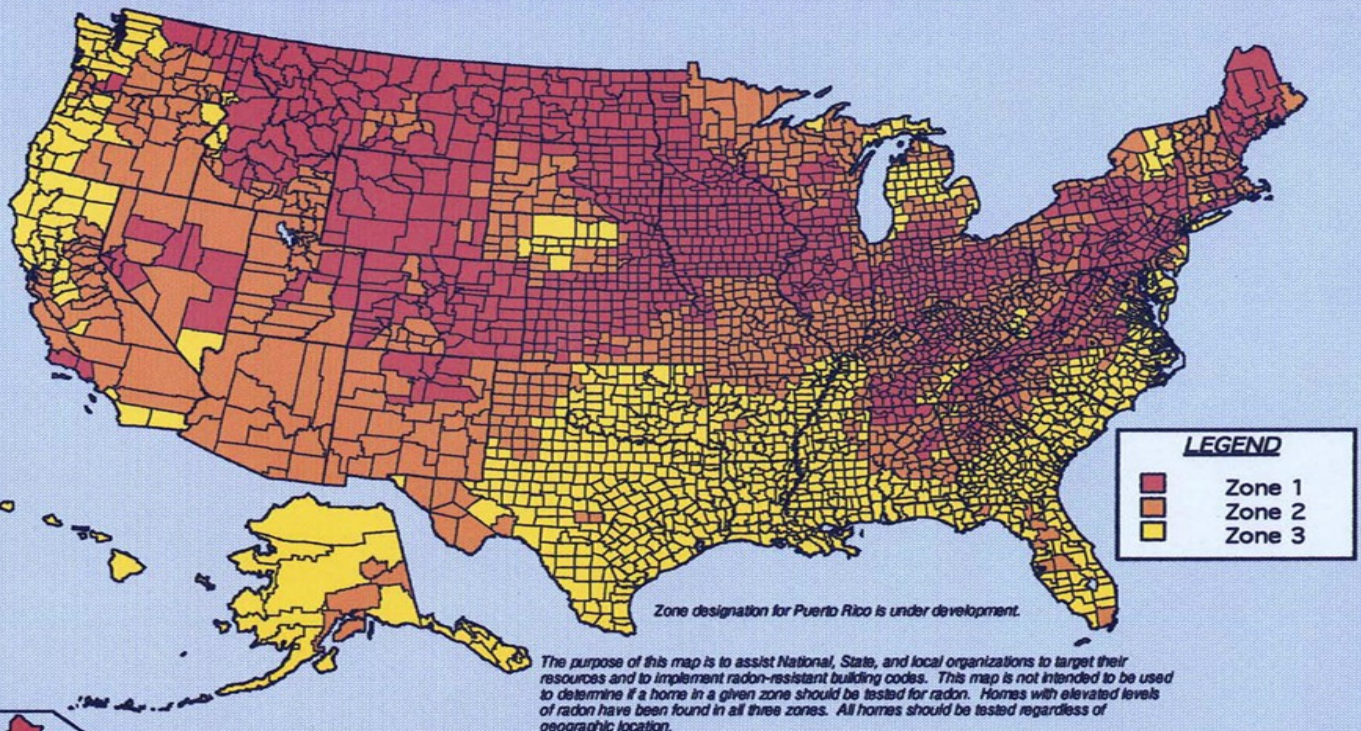 LEGEND
Zone 1
Zone 2
Zone 3
Zone designation for Puerto Rico is under development.
The purpose of this map is to assist National, State, and local organizations to target their
resources and to implement radon-resistant building codes. This map is not intended to be used
to determine if a home in a given zone should be tested for radon. Homes with elevated levels
of radon have been found in all three zones. All homes should be tested regardless of
geographic location.